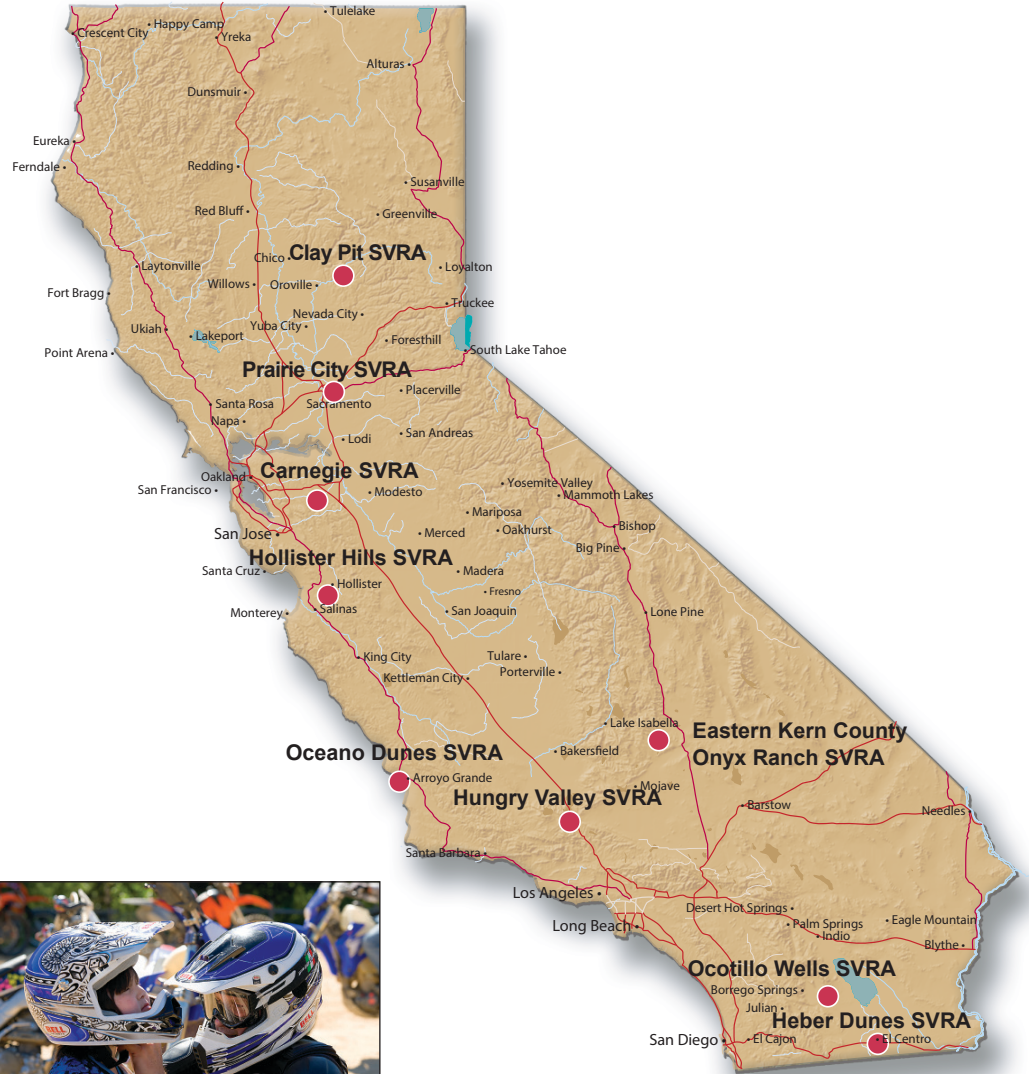 Tulelake
Happy Camp
Crescent City
Yreka
Alturas
Dunsmuir
Eureka
Ferndale
Redding
Susanville
Red Bluff
Greenville
Clay Pit SVRA
Chico
Laytonville
Loyalton
Willows
Oroville
Fort Bragg
Truckee
Nevada City
Yuba City
Ukiah
Lakeport
Foresthill
Point Arena
South Lake Tahoe
Prairie City SVRA
Placerville
Santa Rosa
Sacramento
Napa
San Andreas
Lodi
Carnegie SVRA
Oakland
Yosemite Valley
San Francisco
Modesto
Mammoth Lakes
Mariposa
Bishop
San Jose
Merced
Oakhurst
Big Pine
Hollister Hills SVRA
Santa Cruz
Madera
Hollister
Fresno
Monterey
Salinas
San Joaquin
Lone Pine
King City
Tulare
Porterville
Kettleman City
Lake Isabella
Eastern Kern County
Onyx Ranch SVRA
Oceano Dunes SVRA
Bakersfield
Arroyo Grande
Mojave
Hungry Valley SVRA
Barstow
Needles
Santa Barbara
Los Angeles
Desert Hot Springs
Long Beach
Palm Springs
Eagle Mountain
Indio
Blythe
Ocotillo Wells SVRA
Borrego Springs
Julian
Heber Dunes SVRA
San Diego
El Cajon
El Centro
BELL
BELL